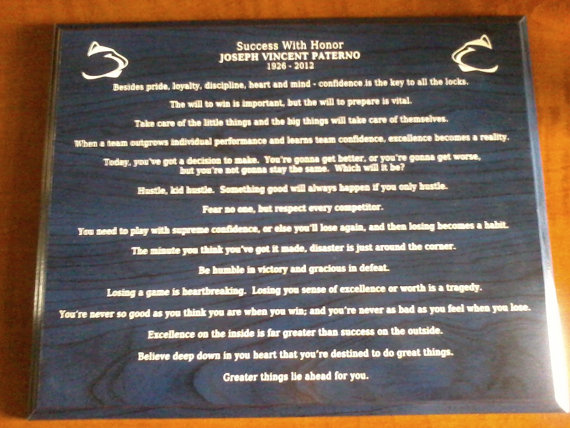 Success With Honor
JOSEPH VINCENT PATERNO
1926 - 2012
Besides pride, loyalty, discipline, heart and mind - confidence is the key to all the locks.
The will to win is important, but the will to prepare is vital.
Take care of the little things and the big things will take care of themselves.
When a team outgrows individual performance and learns team confidence, excellence becomes a reality.
Today, you've got a decision to make. You're gonna get better, or you're gonna get worse,
but you're not gonna stay the same. Which will it be?
Hustle, kid hustle. Something good will always happen if you only hustle.
Fear no one, but respect every competitor.
You need to play with supreme confidence, or else you'll lose again, and then losing becomes a habit.
The minute you think you've got it made, disaster is just around the corner.
Be humble in victory and gracious in defeat.
Losing a game is heartbreaking. Losing you sense of excellence or worth is a tragedy.
You're never so good as you think you are when you win; and you're never as bad as you feel when you lose.
Excellence on the inside is far greater than success on the outside.
Believe deep down in you heart that you're destined to do great things.
Greater things lie ahead for you.